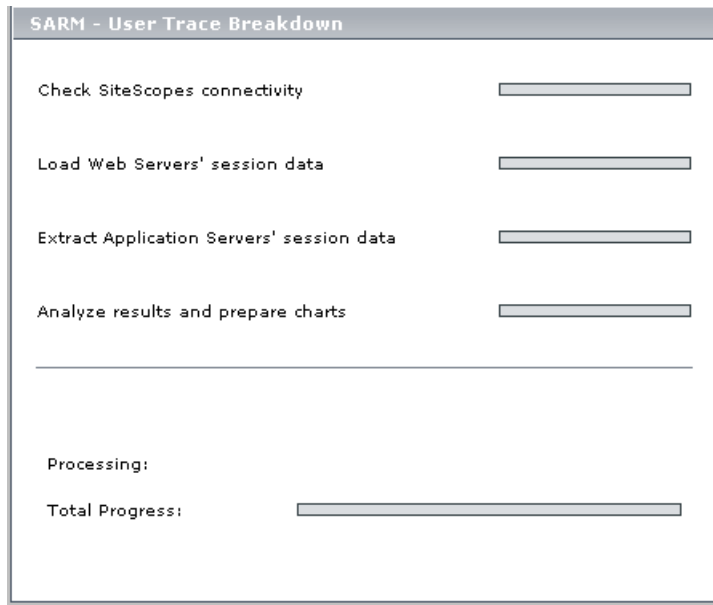 SARM - User Trace Breakdown
Check SiteScopes connectivity
Load Web Servers' session data
Extract Application Servers' session data
Analyze results and prepare charts
Processing:
Total Progress: